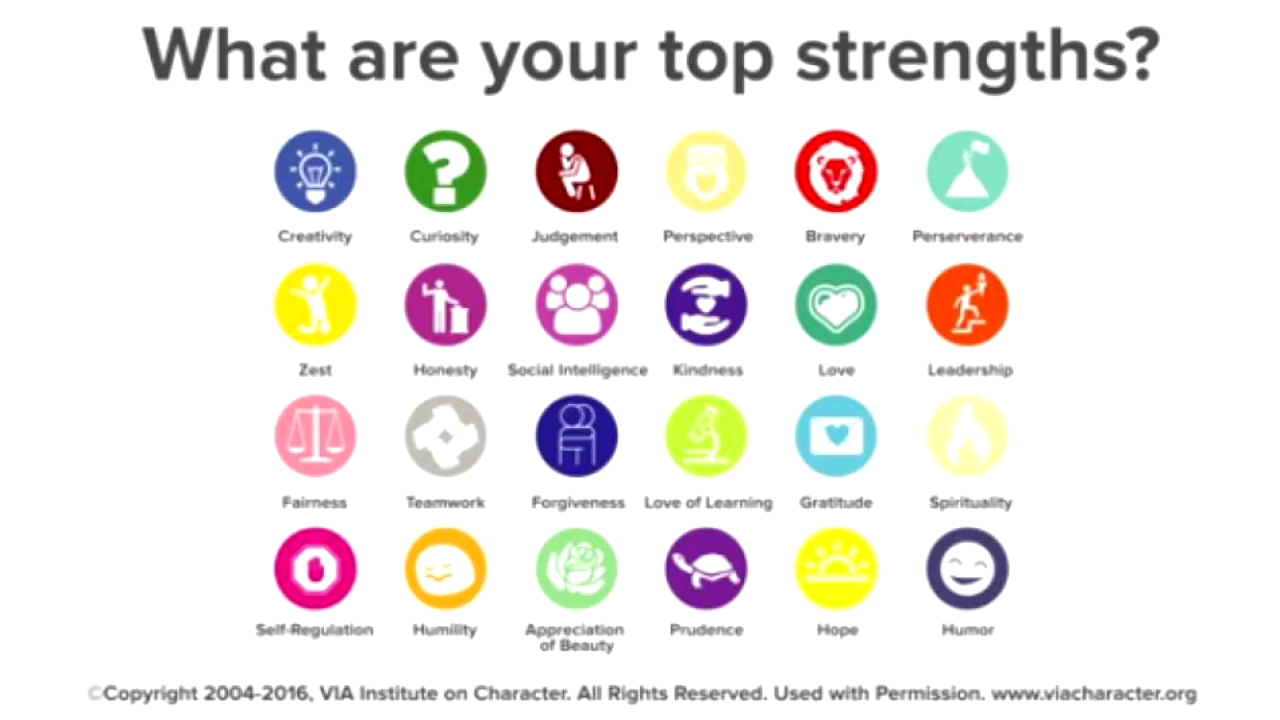 What are your top strengths?
Creativity Curiosity Judgement Perspective Bravery Perserverance
Zest Honesty Social Intelligence Kindness Love Leadership
Fairness Teamwork Forgiveness Love of Learning Gratitude Spirituality
Self-Regulation Humility Appreciation Prudence Hope Humor
of Beauty
©Copyright 2004-2016, VIA Institute on Character. All Rights Reserved. Used with Permission. www.viacharacter.org